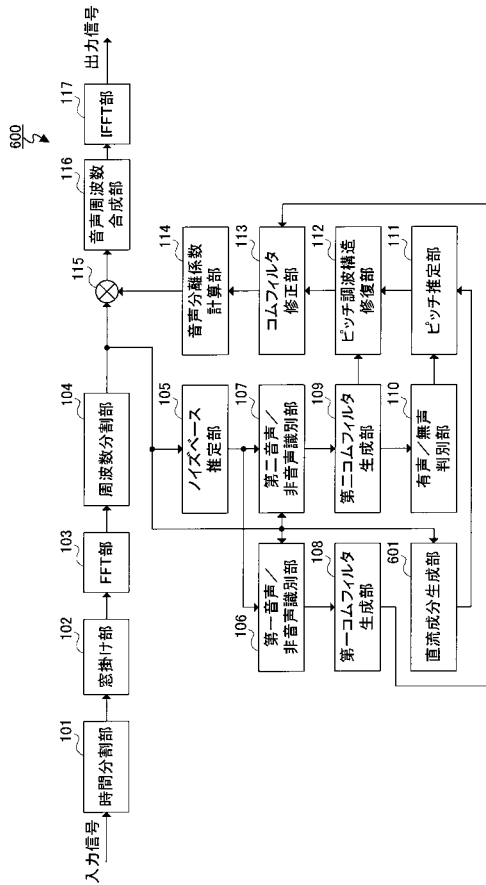 600
入力信号
101
時間分割部
102
窓掛け部
103
FFT部
104
周波数分割部
115
116
音声周波数
合成部
117
IFFT部
出力信号
105
ノイズベース
推定部
114
音声分離係数
計算部
106
第一音声/
非音声識別部
107
第二音声/
非音声識別部
113
コムフィルタ
修正部
108
第一コムフィルタ
生成部
109
第二コムフィルタ
生成部
112
ピッチ調波構造
修復部
601
直流成分生成部
110
有声/無声
判別部
111
ピッチ推定部